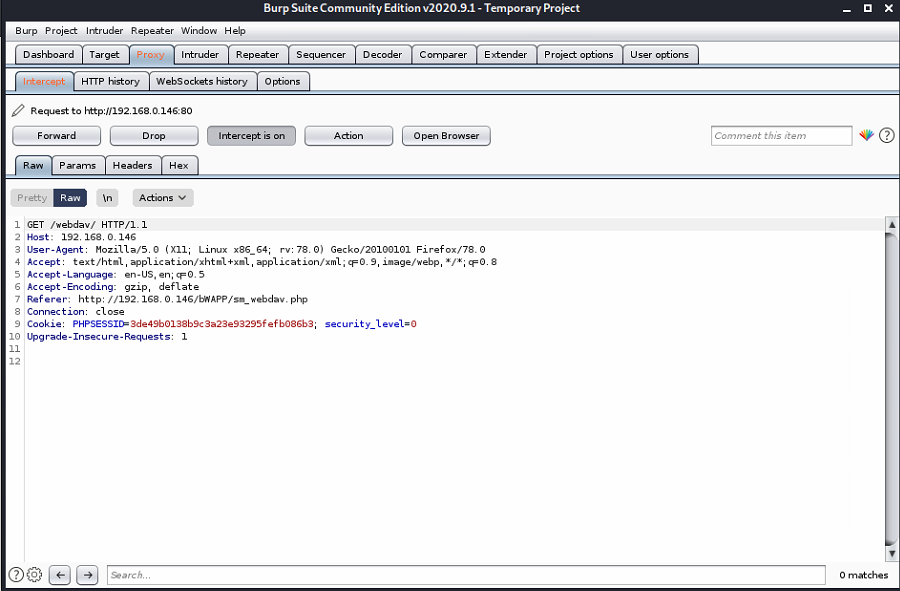 Burp Suite Community Edition v2020.9.1 - Temporary Project
Burp Project Intruder Repeater Window Help
Dashboard Target Proxy Intruder Repeater Sequencer Decoder Comparer Extender Project options User options
Intercept HTTP history WebSockets history Options
Request to http://192.168.0.146:80
Forward Drop Intercept is on Action Open Browser Comment this item ?
Raw Params Headers Hex
Pretty Raw \n Actions
1 GET /webdav/ HTTP/1.1
2 Host: 192.168.0.146
3 User-Agent: Mozilla/5.0 (X11; Linux x86_64; rv:78.0) Gecko/20100101 Firefox/78.0
4 Accept: text/html,application/xhtml+xml,application/xml;q=0.9,image/webp,*/*;q=0.8
5 Accept-Language: en-US,en;q=0.5
6 Accept-Encoding: gzip, deflate
7 Referer: http://192.168.0.146/bWAPP/sm_webdav.php
8 Connection: close
9 Cookie: PHPSESSID=3de49b0138b9c3a23e93295fefb086b3; security_level=0
10 Upgrade-Insecure-Requests: 1
11
12
? Search... 0 matches